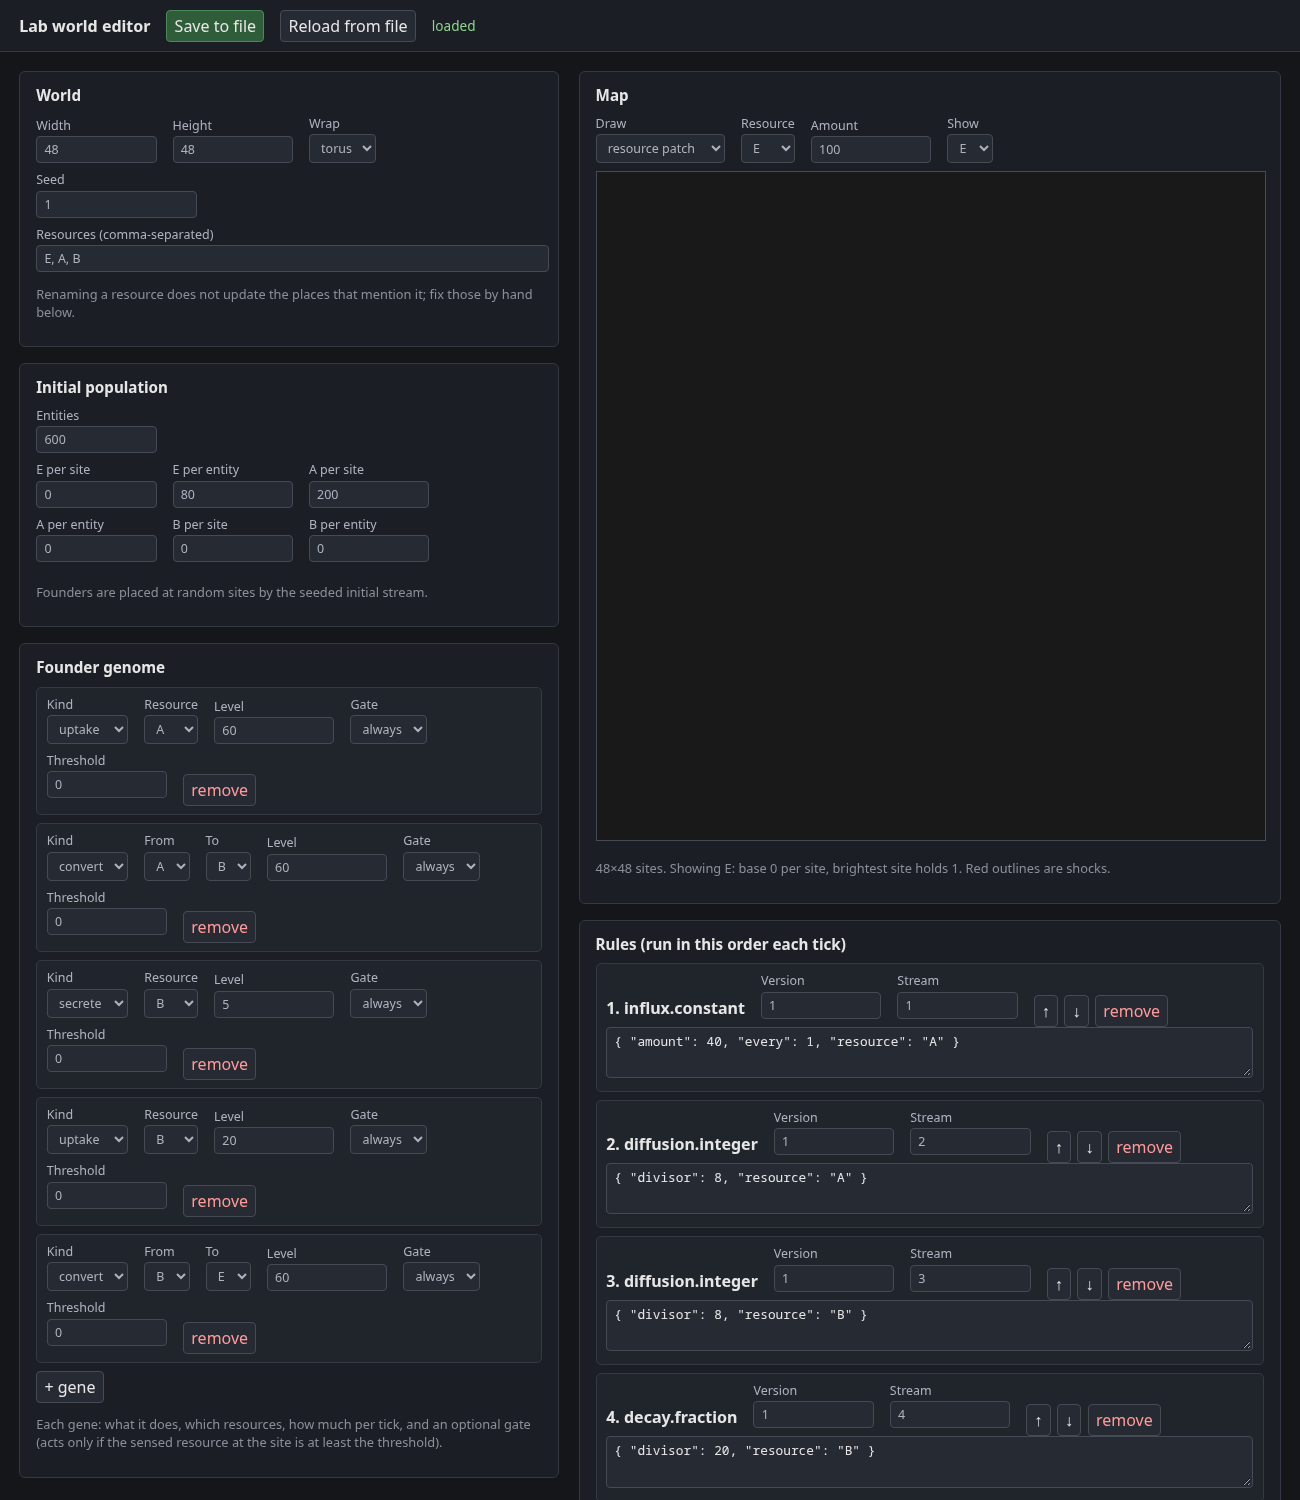 Lab world editor Save to file Reload from file loaded
World
Width Height Wrap
48 48 torus
Seed
1
Resources (comma-separated)
E, A, B
Renaming a resource does not update the places that mention it; fix those by hand
below.
Initial population
Entities
600
E per site E per entity A per site
0 80 200
A per entity B per site B per entity
0 0 0
Founders are placed at random sites by the seeded initial stream.
Founder genome
Kind Resource Level Gate
uptake A 60 always
Threshold
0 remove
Kind From To Level Gate
convert A B 60 always
Threshold
0 remove
Kind Resource Level Gate
secrete B 5 always
Threshold
0 remove
Kind Resource Level Gate
uptake B 20 always
Threshold
0 remove
Kind From To Level Gate
convert B E 60 always
Threshold
0 remove
+ gene
Each gene: what it does, which resources, how much per tick, and an optional gate
(acts only if the sensed resource at the site is at least the threshold).
Map
Draw Resource Amount Show
resource patch E 100 E
48×48 sites. Showing E: base 0 per site, brightest site holds 1. Red outlines are shocks.
Rules (run in this order each tick)
Version Stream
1. influx.constant 1 1 ↑ ↓ remove
{ "amount": 40, "every": 1, "resource": "A" }
Version Stream
2. diffusion.integer 1 2 ↑ ↓ remove
{ "divisor": 8, "resource": "A" }
Version Stream
3. diffusion.integer 1 3 ↑ ↓ remove
{ "divisor": 8, "resource": "B" }
Version Stream
4. decay.fraction 1 4 ↑ ↓ remove
{ "divisor": 20, "resource": "B" }